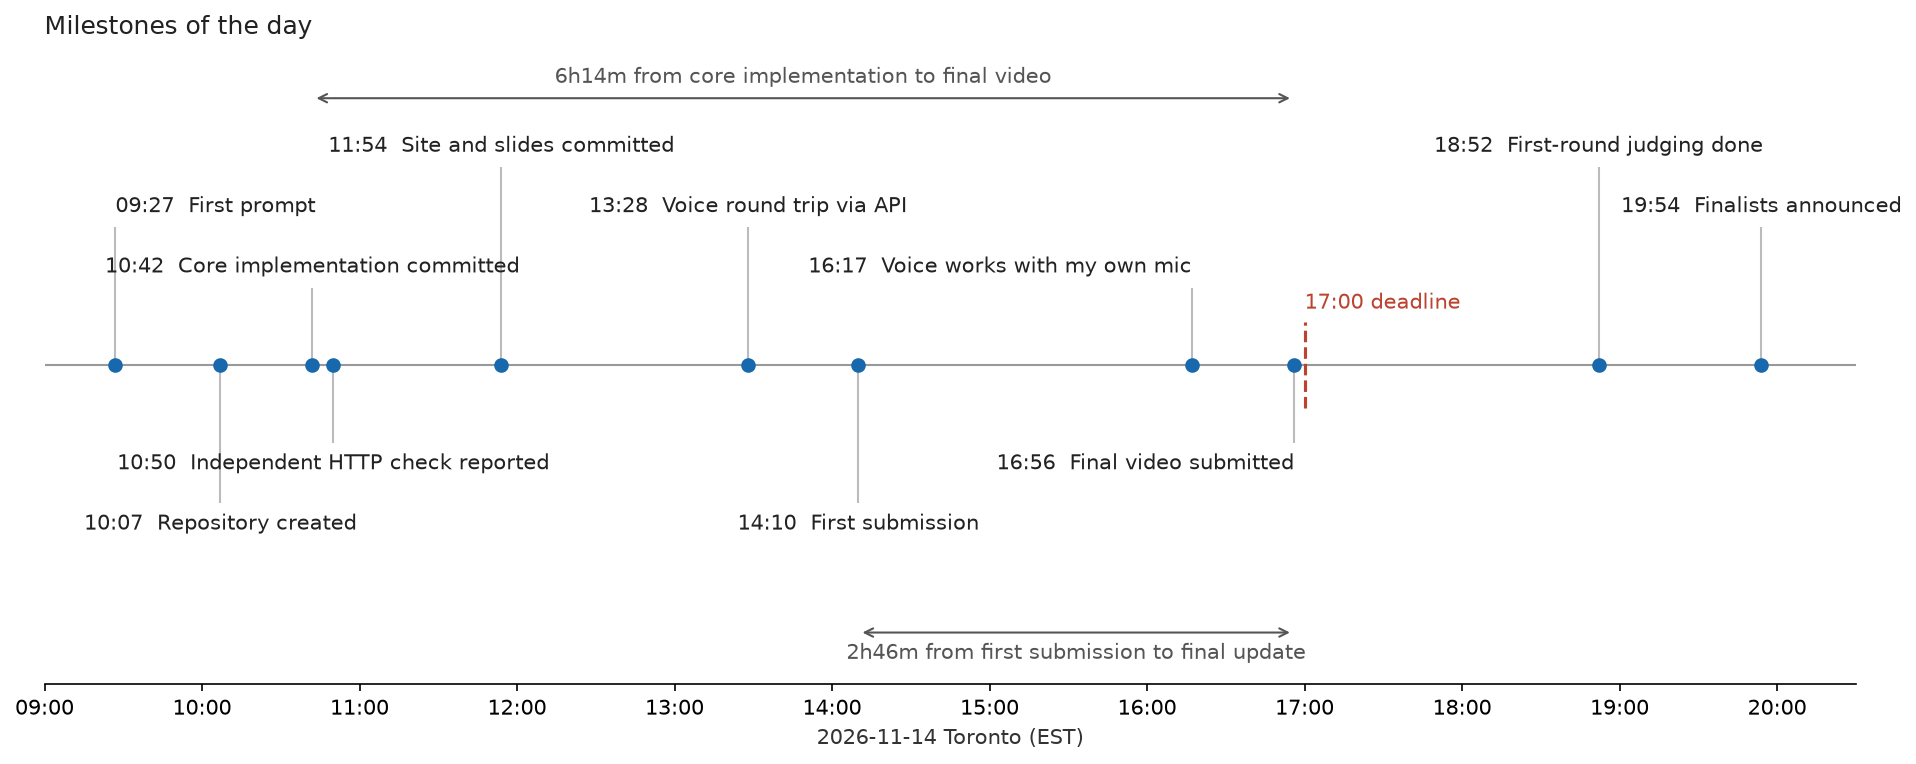 Milestones of the day
6h14m from core implementation to final video
11:54 Site and slides committed
18:52 First-round judging done
09:27 First prompt
13:28 Voice round trip via API
19:54 Finalists announced
10:42 Core implementation committed
16:17 Voice works with my own mic
17:00 deadline
10:50 Independent HTTP check reported
16:56 Final video submitted
10:07 Repository created
14:10 First submission
2h46m from first submission to final update
09:00 10:00 11:00 12:00 13:00 14:00 15:00 16:00 17:00 18:00 19:00 20:00
2026-11-14 Toronto (EST)